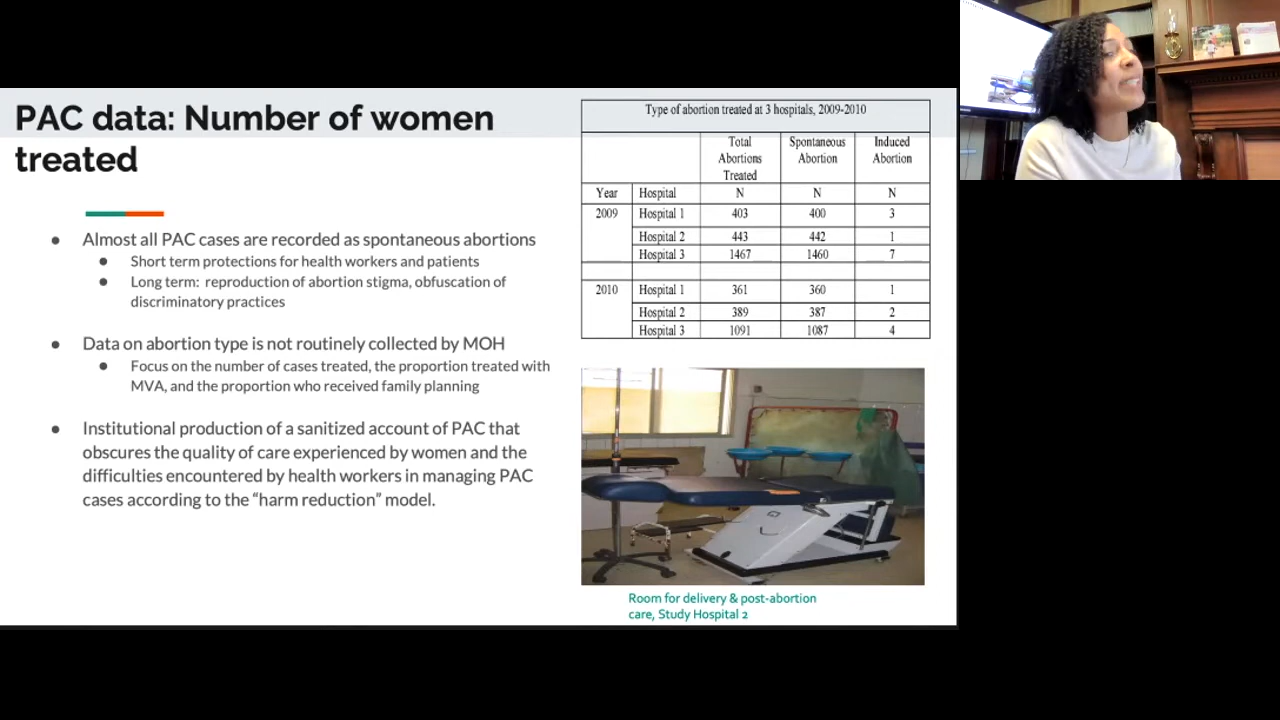 PAC data: Number of women
treated
● Almost all PAC cases are recorded as spontaneous abortions
● Short term protections for health workers and patients
● Long term: reproduction of abortion stigma, obfuscation of
discriminatory practices
● Data on abortion type is not routinely collected by MOH
● Focus on the number of cases treated, the proportion treated with
MVA, and the proportion who received family planning
● Institutional production of a sanitized account of PAC that
obscures the quality of care experienced by women and the
difficulties encountered by health workers in managing PAC
cases according to the “harm reduction” model.
Type of abortion treated at 3 hospitals, 2009-2010
Total Abortions Treated Spontaneous Abortion Induced Abortion
Year Hospital N N N
2009 Hospital 1 403 400 3
Hospital 2 443 442 1
Hospital 3 1467 1460 7
2010 Hospital 1 361 360 1
Hospital 2 389 387 2
Hospital 3 1091 1087 4
Room for delivery & post-abortion
care, Study Hospital 2